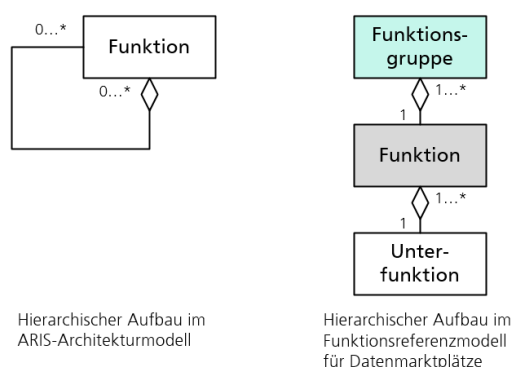 0...*
Funktion
0...*
Hierarchischer Aufbau im
ARIS-Architekturmodell
Funktions-
gruppe
1...*
1
Funktion
1...*
1
Unter-
funktion
Hierarchischer Aufbau im
Funktionsreferenzmodell
für Datenmarktplätze